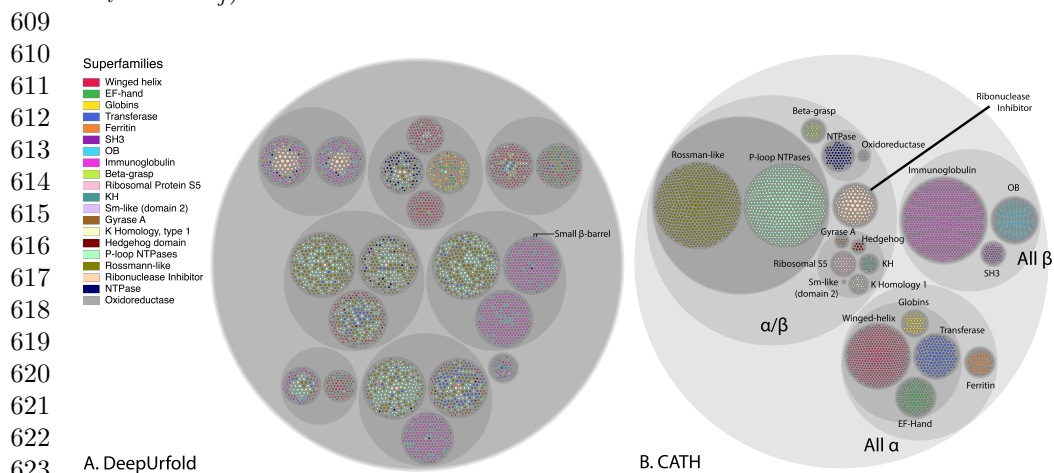 609
610
611
612
613
614
615
616
617
618
619
620
621
622
623
Superfamilies
Winged helix
EF-hand
Globins
Transferase
Ferritin
SH3
OB
Immunoglobulin
Beta-grasp
Ribosomal Protein S5
KH
Sm-like (domain 2)
Gyrase A
K Homology, type 1
Hedgehog domain
P-loop NTPases
Rossmann-like
Ribonuclease Inhibitor
NTPase
Oxidoreductase
Small β-barrel
A. DeepUrfold
Ribonuclease
Inhibitor
Beta-grasp
NTPase
Oxidoreductase
Rossman-like
P-loop NTPases
Immunoglobulin
OB
Gyrase A
Hedgehog
Ribosomal S5
KH
SH3
All β
Sm-like
(domain 2)
K Homology 1
α/β
Globins
Winged-helix
Transferase
Ferritin
EF-Hand
All α
B. CATH